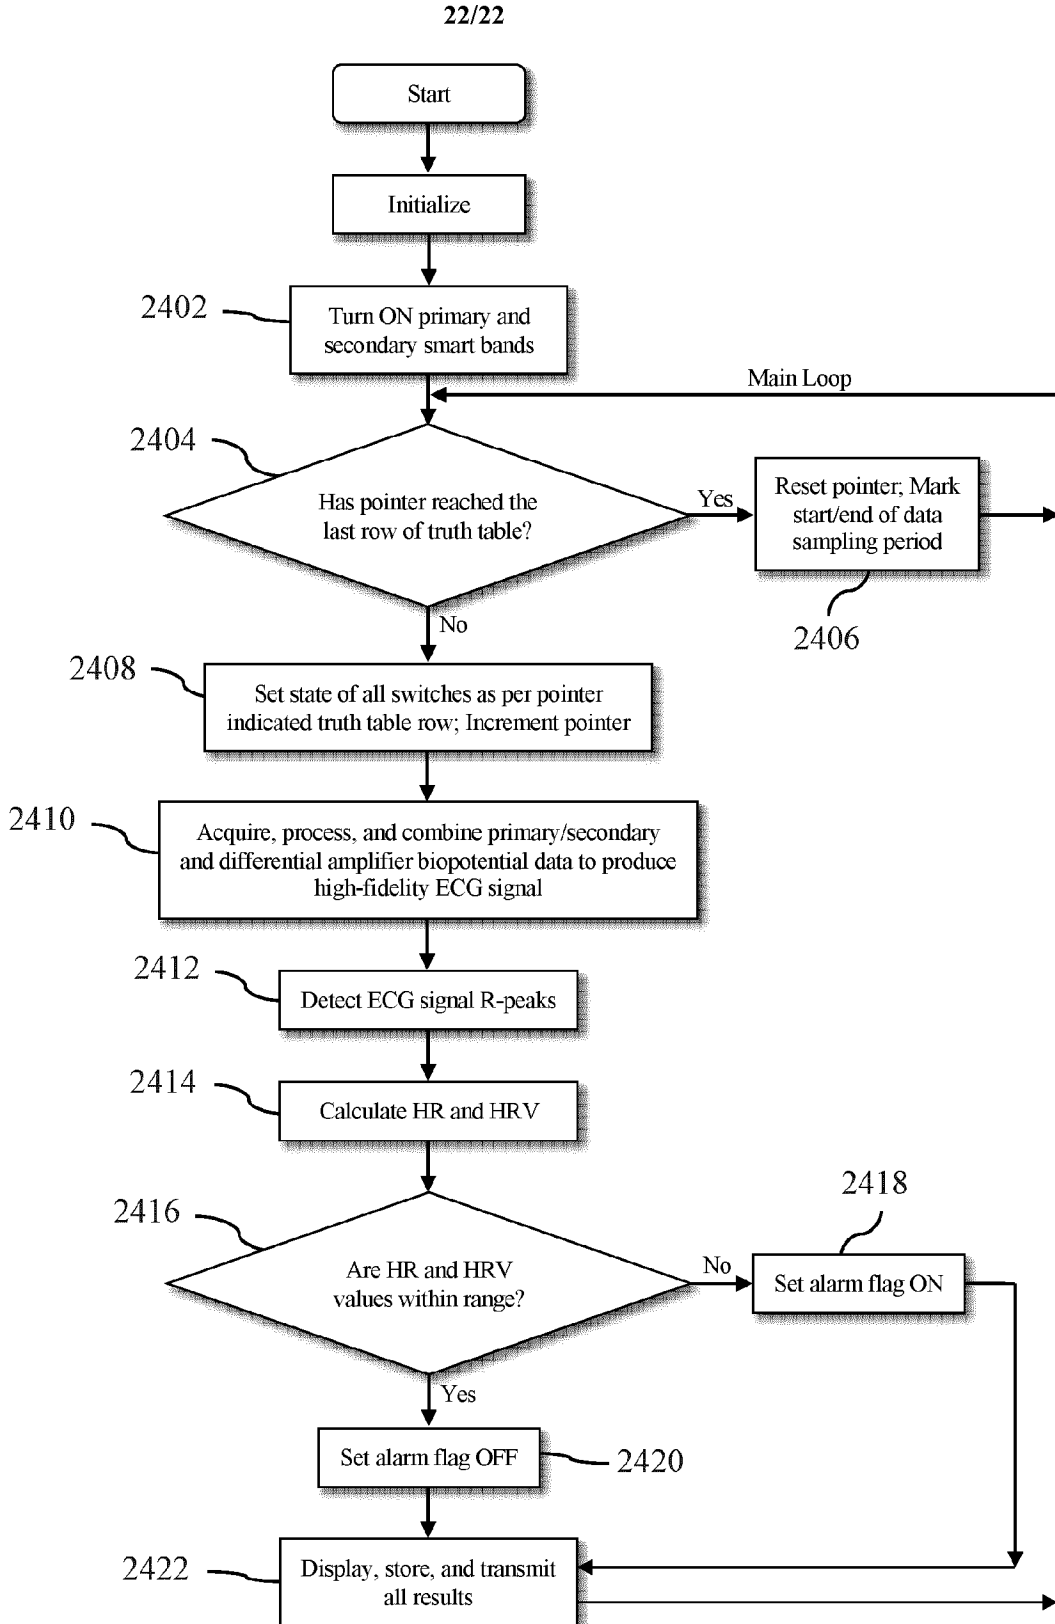 22/22
Start
Initialize
2402
Turn ON primary and
secondary smart bands
Main Loop
2404
Has pointer reached the
last row of truth table?
Yes
Reset pointer; Mark
start/end of data
sampling period
2406
No
2408
Set state of all switches as per pointer
indicated truth table row; Increment pointer
2410
Acquire, process, and combine primary/secondary
and differential amplifier biopotential data to produce
high-fidelity ECG signal
2412
Detect ECG signal R-peaks
2414
Calculate HR and HRV
2416
Are HR and HRV
values within range?
No
2418
Set alarm flag ON
Yes
Set alarm flag OFF
2420
2422
Display, store, and transmit
all results